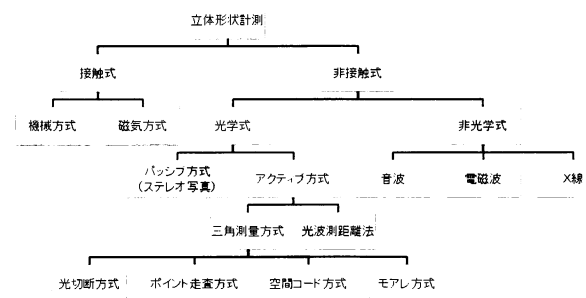 立体形状計測
接触式 非接触式
機械方式 磁気方式 光学式 非光学式
パッシブ方式
(ステレオ写真) アクティブ方式 音波 電磁波 X線
三角測量方式 光波測距離法
光切断方式 ポイント走査方式 空間コード方式 モアレ方式